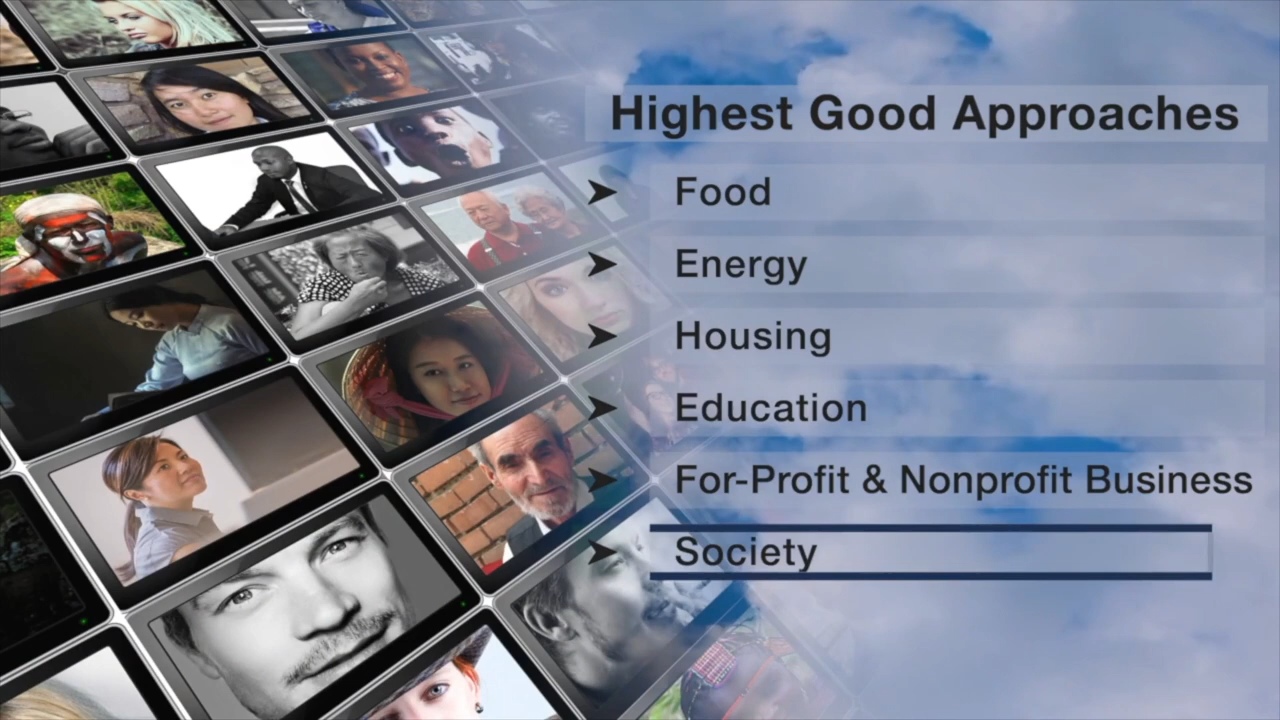 Highest Good Approaches
Food
Energy
Housing
Education
For-Profit & Nonprofit Business
Society